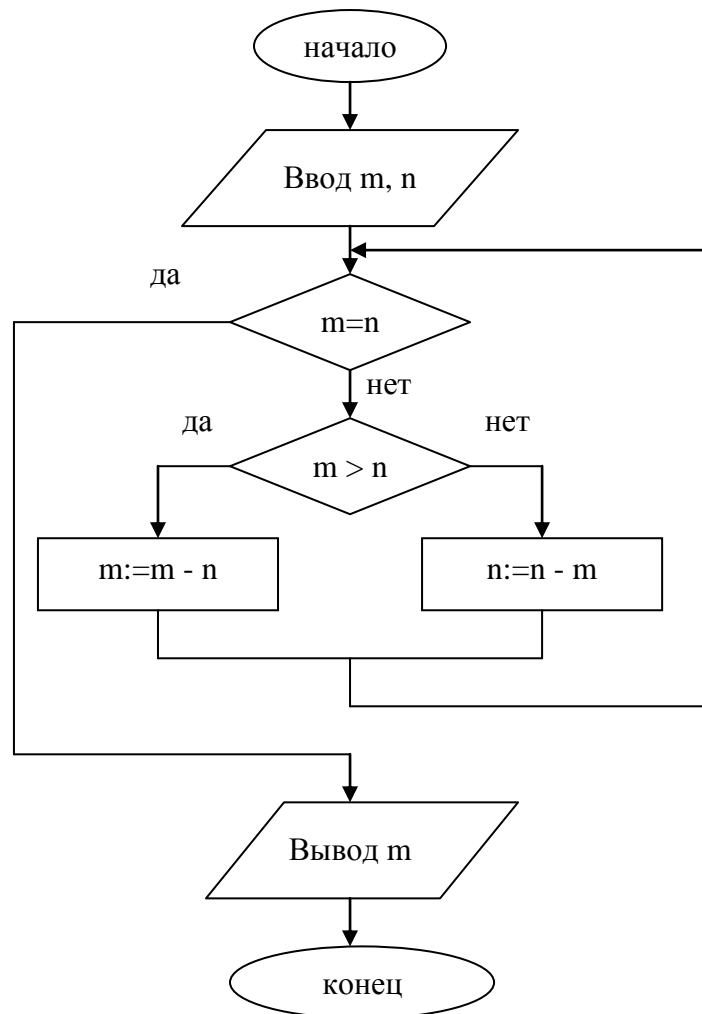 начало
Ввод m, n
да
m=n
нет
да
нет
m > n
m:=m - n
n:=n - m
Вывод m
конец